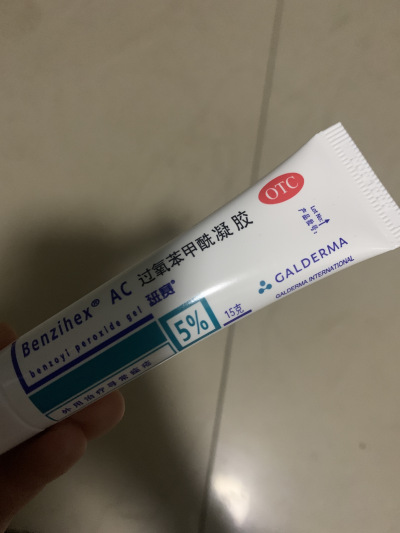 OTC
Benzihex® AC 过氧苯甲酰凝胶
benzoyl peroxide gel 班赛®
5% 15克
外用治疗寻常痤疮
GALDERMA
GALDERMA INTERNATIONAL